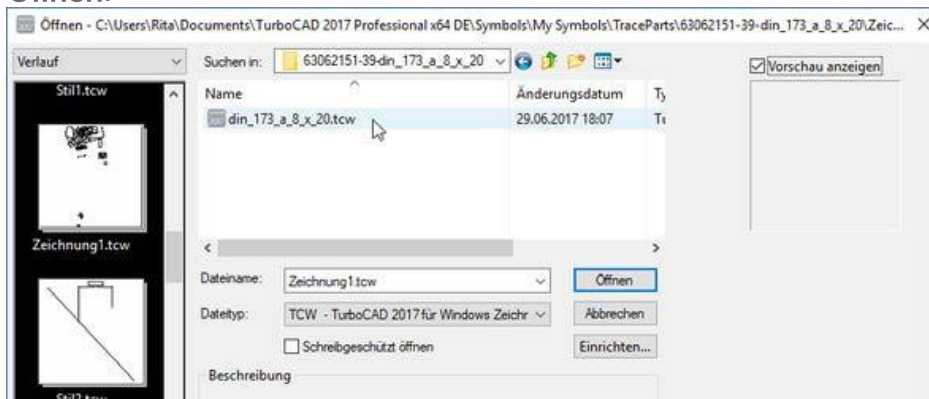 Öffnen - C:\Users\Rita\Documents\TurboCAD 2017 Professional x64 DE\Symbols\My Symbols\TraceParts\63062151-39-din_173_a_8_x_20\Zeic...
Verlauf
Suchen in: 63062151-39-din_173_a_8_x_20
Vorschau anzeigen
Still1.tcw
Name Änderungsdatum Ty
din_173_a_8_x_20.tcw 29.06.2017 18:07
Zeichnung1.tcw
Dateiname: Zeichnung1.tcw Öffnen
Dateityp: TCW - TurboCAD 2017 für Windows Zeichr Abbrechen
Schreibgeschützt öffnen Einrichten...
Beschreibung